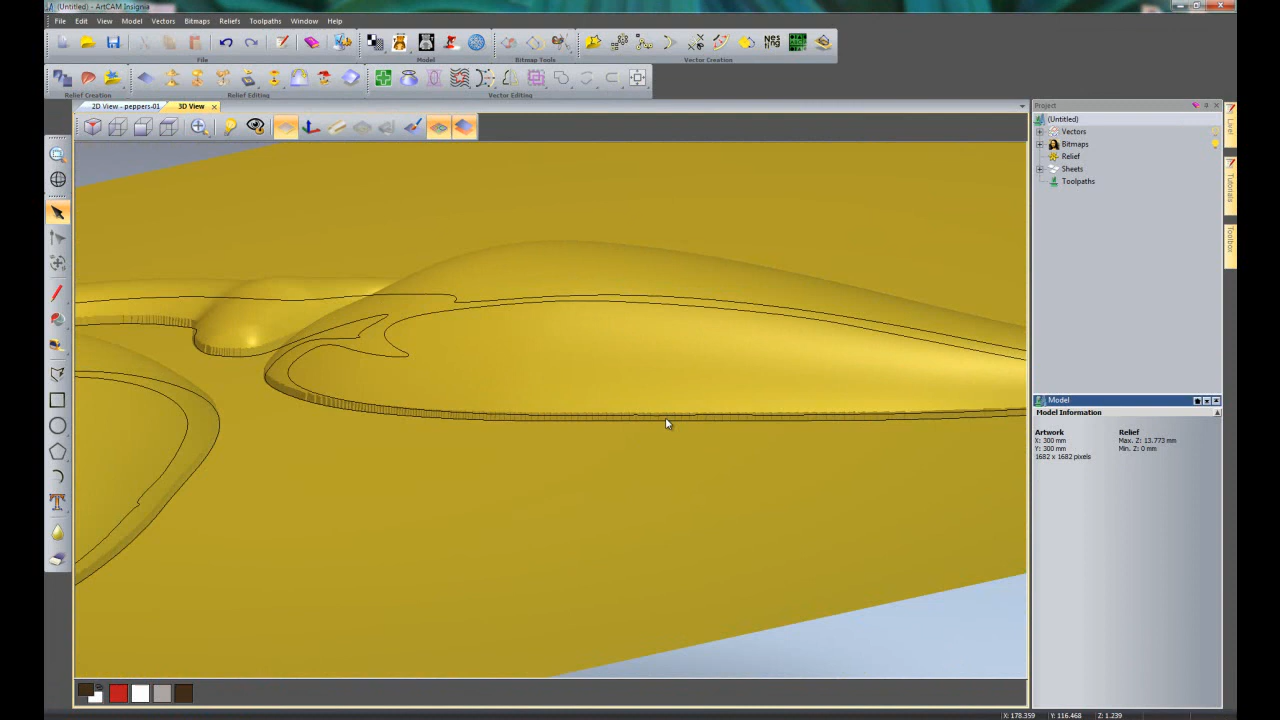 (Untitled) - ArtCAM Insignia
File Edit View Model Vectors Bitmaps Reliefs Toolpaths Window Help
File Model Bitmap Tools Vector Creation
Relief Creation Relief Editing Vector Editing
2D View - peppers-01 3D View
Project
(Untitled)
Vectors
Bitmaps
Relief
Sheets
Toolpaths
Tutorials
Toolbox
Model
Model Information
Artwork Relief
X: 300 mm Max. Z: 13.773 mm
Y: 300 mm Min. Z: 0 mm
1682 x 1682 pixels
X: 178.359 Y: 116.468 Z: 1.239